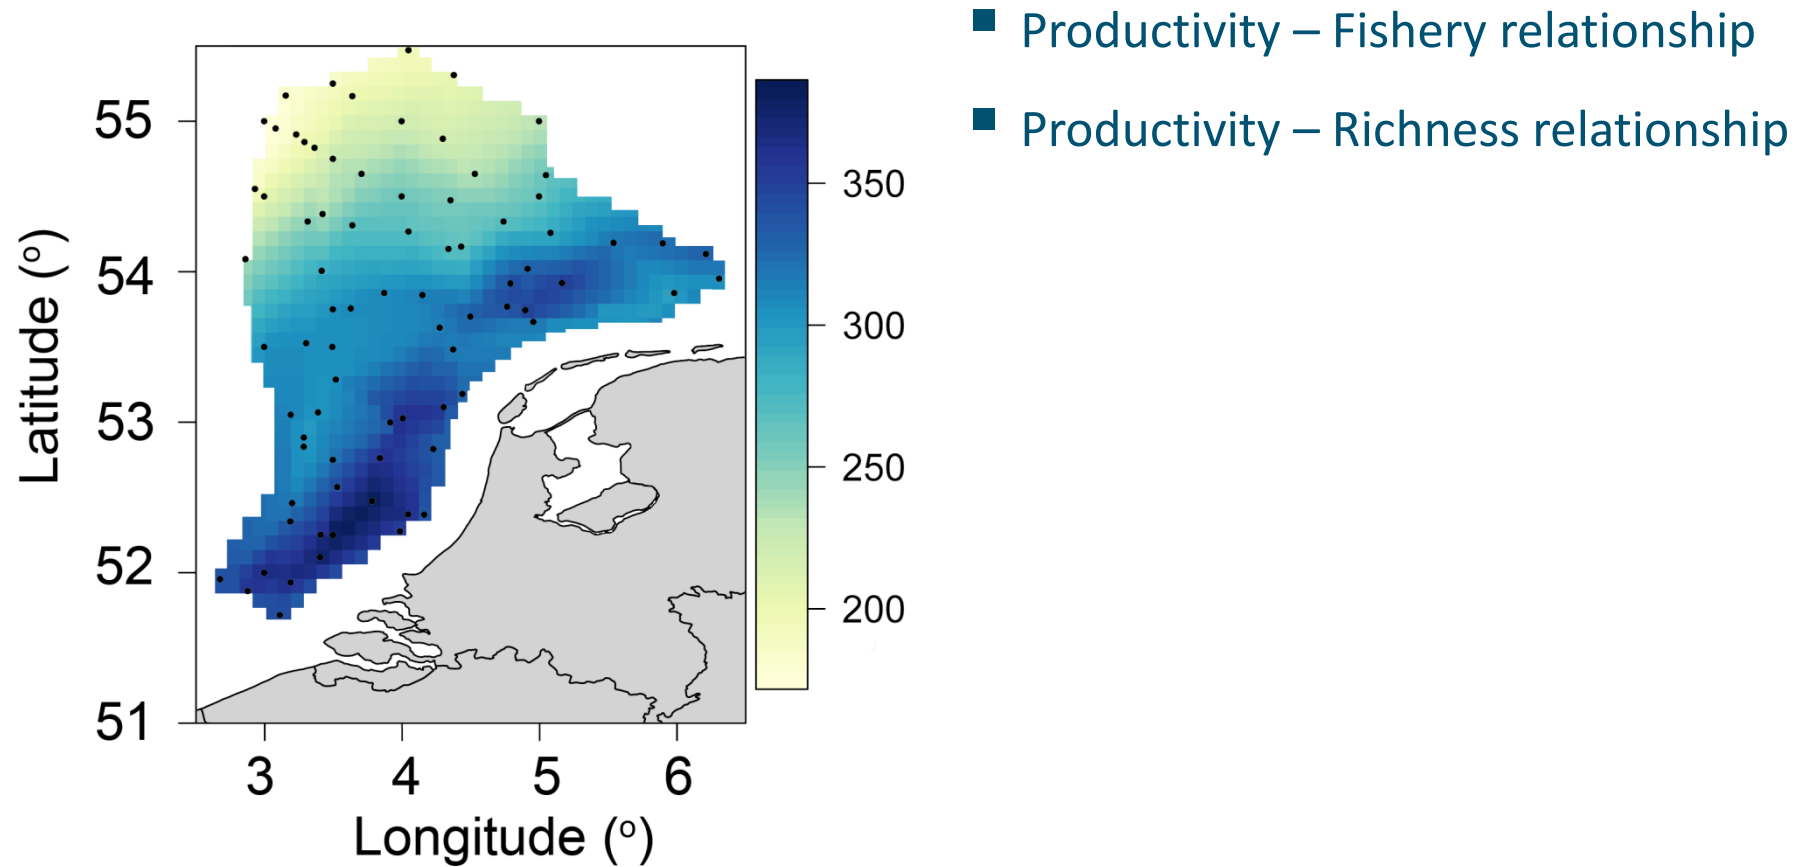 Productivity – Fishery relationship
Productivity – Richness relationship
55
54
53
52
51
Latitude (o)
3 4 5 6
Longitude (o)
350
300
250
200